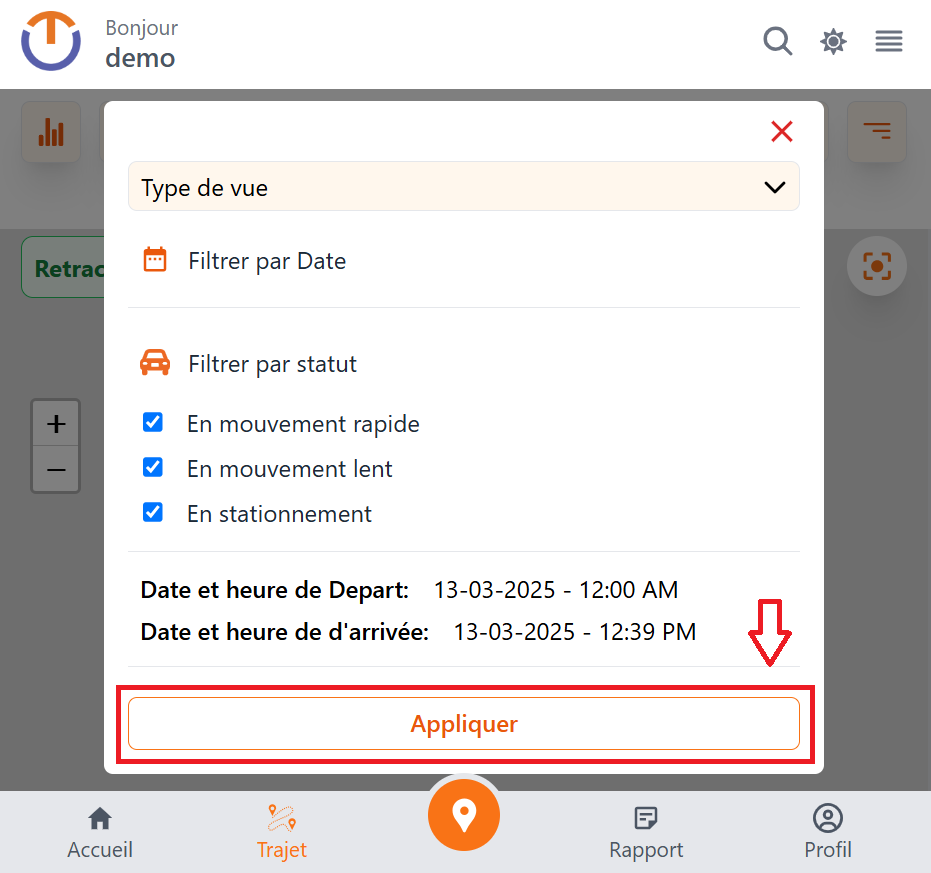 Bonjour
demo
Type de vue
Filtrer par Date
Retrac
Filtrer par statut
+
En mouvement rapide
−
En mouvement lent
En stationnement
Date et heure de Depart: 13-03-2025 - 12:00 AM
Date et heure de d'arrivée: 13-03-2025 - 12:39 PM
Appliquer
Accueil
Trajet
Rapport
Profil